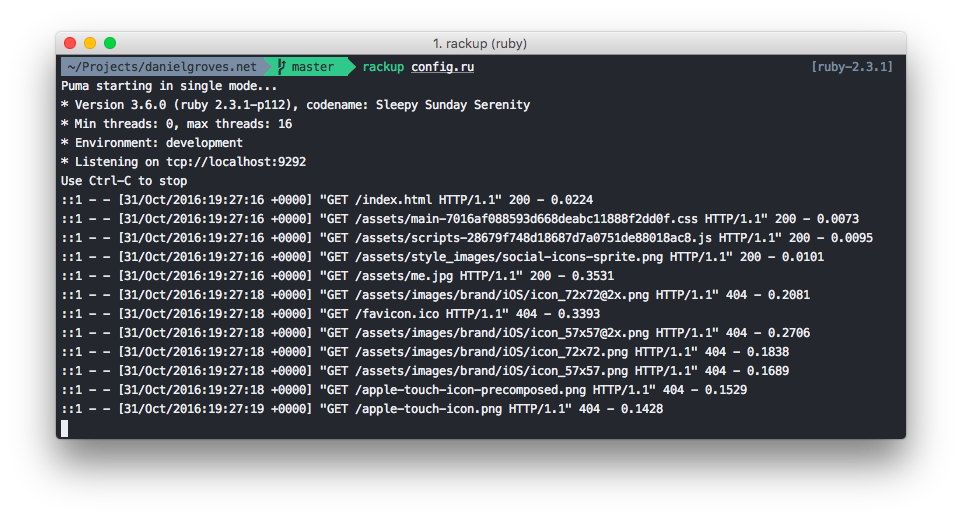 1. rackup (ruby)
~/Projects/danielgroves.net master rackup config.ru [ruby-2.3.1]
Puma starting in single mode...
* Version 3.6.0 (ruby 2.3.1-p112), codename: Sleepy Sunday Serenity
* Min threads: 0, max threads: 16
* Environment: development
* Listening on tcp://localhost:9292
Use Ctrl-C to stop
::1 - - [31/Oct/2016:19:27:16 +0000] "GET /index.html HTTP/1.1" 200 - 0.0224
::1 - - [31/Oct/2016:19:27:16 +0000] "GET /assets/main-7016af088593d668deabc11888f2dd0f.css HTTP/1.1" 200 - 0.0073
::1 - - [31/Oct/2016:19:27:16 +0000] "GET /assets/scripts-28679f748d18687d7a0751de88018ac8.js HTTP/1.1" 200 - 0.0095
::1 - - [31/Oct/2016:19:27:16 +0000] "GET /assets/style_images/social-icons-sprite.png HTTP/1.1" 200 - 0.0101
::1 - - [31/Oct/2016:19:27:16 +0000] "GET /assets/me.jpg HTTP/1.1" 200 - 0.3531
::1 - - [31/Oct/2016:19:27:18 +0000] "GET /assets/images/brand/iOS/icon_72x72@2x.png HTTP/1.1" 404 - 0.2081
::1 - - [31/Oct/2016:19:27:18 +0000] "GET /favicon.ico HTTP/1.1" 404 - 0.3393
::1 - - [31/Oct/2016:19:27:18 +0000] "GET /assets/images/brand/iOS/icon_57x57@2x.png HTTP/1.1" 404 - 0.2706
::1 - - [31/Oct/2016:19:27:18 +0000] "GET /assets/images/brand/iOS/icon_72x72.png HTTP/1.1" 404 - 0.1838
::1 - - [31/Oct/2016:19:27:18 +0000] "GET /assets/images/brand/iOS/icon_57x57.png HTTP/1.1" 404 - 0.1689
::1 - - [31/Oct/2016:19:27:18 +0000] "GET /apple-touch-icon-precomposed.png HTTP/1.1" 404 - 0.1529
::1 - - [31/Oct/2016:19:27:19 +0000] "GET /apple-touch-icon.png HTTP/1.1" 404 - 0.1428